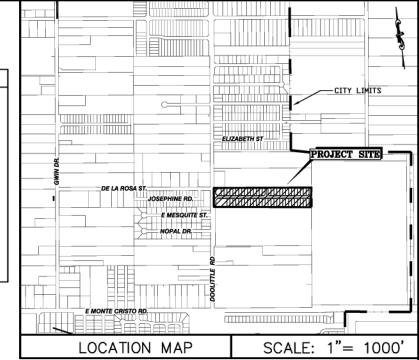 CITY LIMITS
ELIZABETH ST
PROJECT SITE
GWIN DR.
DE LA ROSA ST.
JOSEPHINE RD.
E MESQUITE ST.
NOPAL DR.
DOOLITTLE RD
E MONTE CRISTO RD.
LOCATION MAP
SCALE: 1"= 1000'